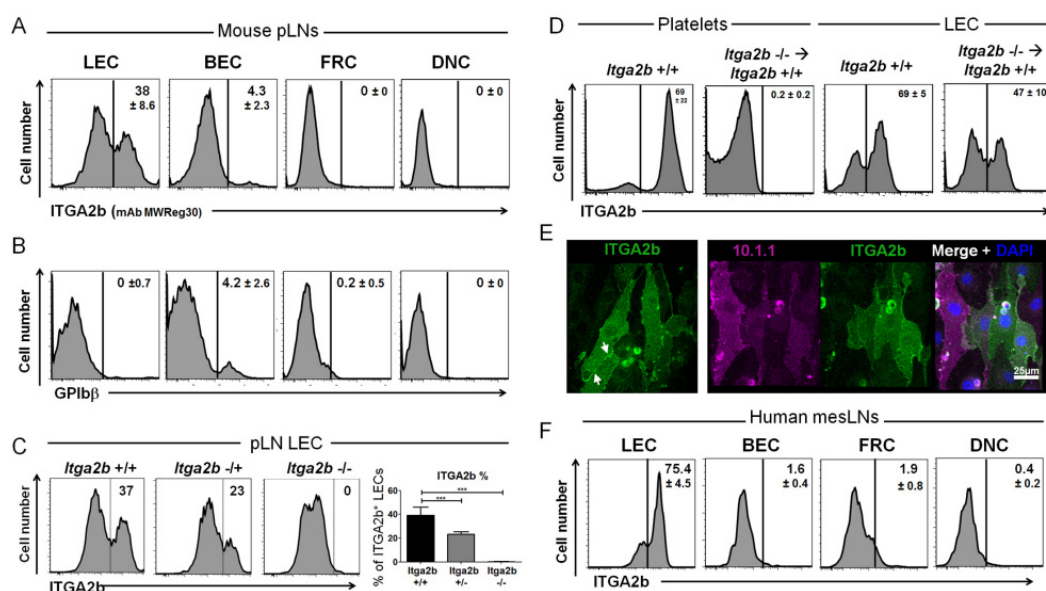 A
Mouse pLNs
LEC BEC FRC DNC
Cell number
38 ± 8.6
4.3 ± 2.3
0 ± 0
0 ± 0
ITGA2b (mAb MWReg30)
B
Cell number
0 ±0.7
4.2 ± 2.6
0.2 ± 0.5
0 ± 0
GPIbβ
C
pLN LEC
Itga2b +/+ Itga2b -/+ Itga2b -/-
Cell number
37
23
0
ITGA2b
ITGA2b %
% of ITGA2b⁺ LECs
60
40
20
0
***
***
Itga2b +/+
Itga2b +/-
Itga2b -/-
D
Platelets LEC
Itga2b +/+
Itga2b -/- →
Itga2b +/+
Itga2b +/+
Itga2b -/- →
Itga2b +/+
Cell number
69 ± 22
0.2 ± 0.2
69 ± 5
47 ± 10
ITGA2b
E
ITGA2b 10.1.1 ITGA2b Merge + DAPI
25µm
F
Human mesLNs
LEC BEC FRC DNC
Cell number
75.4 ± 4.5
1.6 ± 0.4
1.9 ± 0.8
0.4 ± 0.2
ITGA2b